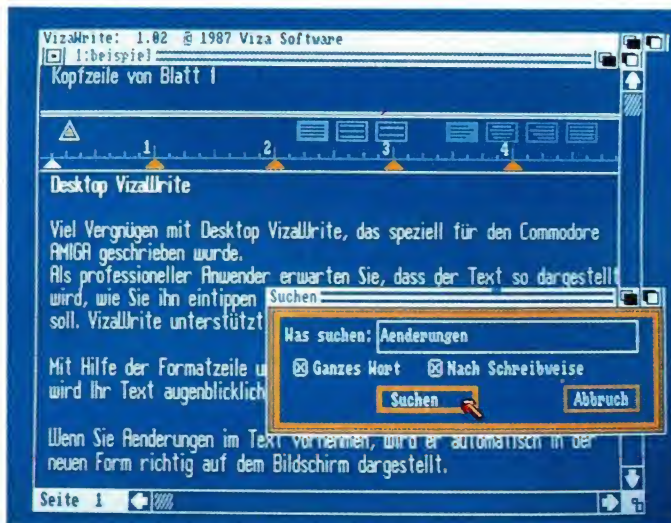 VizaWrite: 1.02 © 1987 Viza Software
1:beispiel
Kopfzeile von Blatt 1
1 2 3 4
Desktop VizaWrite
Viel Vergnügen mit Desktop VizaWrite, das speziell für den Commodore
AMIGA geschrieben wurde.
Als professioneller Anwender erwarten Sie, dass der Text so dargestellt
wird, wie Sie ihn eintippen
soll. VizaWrite unterstützt
Mit Hilfe der Formatzeile
wird Ihr Text augenblicklich
Wenn Sie Aenderungen im Text vornehmen, wird er automatisch in der
neuen Form richtig auf dem Bildschirm dargestellt.
Suchen
Was suchen: Aenderungen
Ganzes Wort Nach Schreibweise
Suchen Abbruch
Seite 1